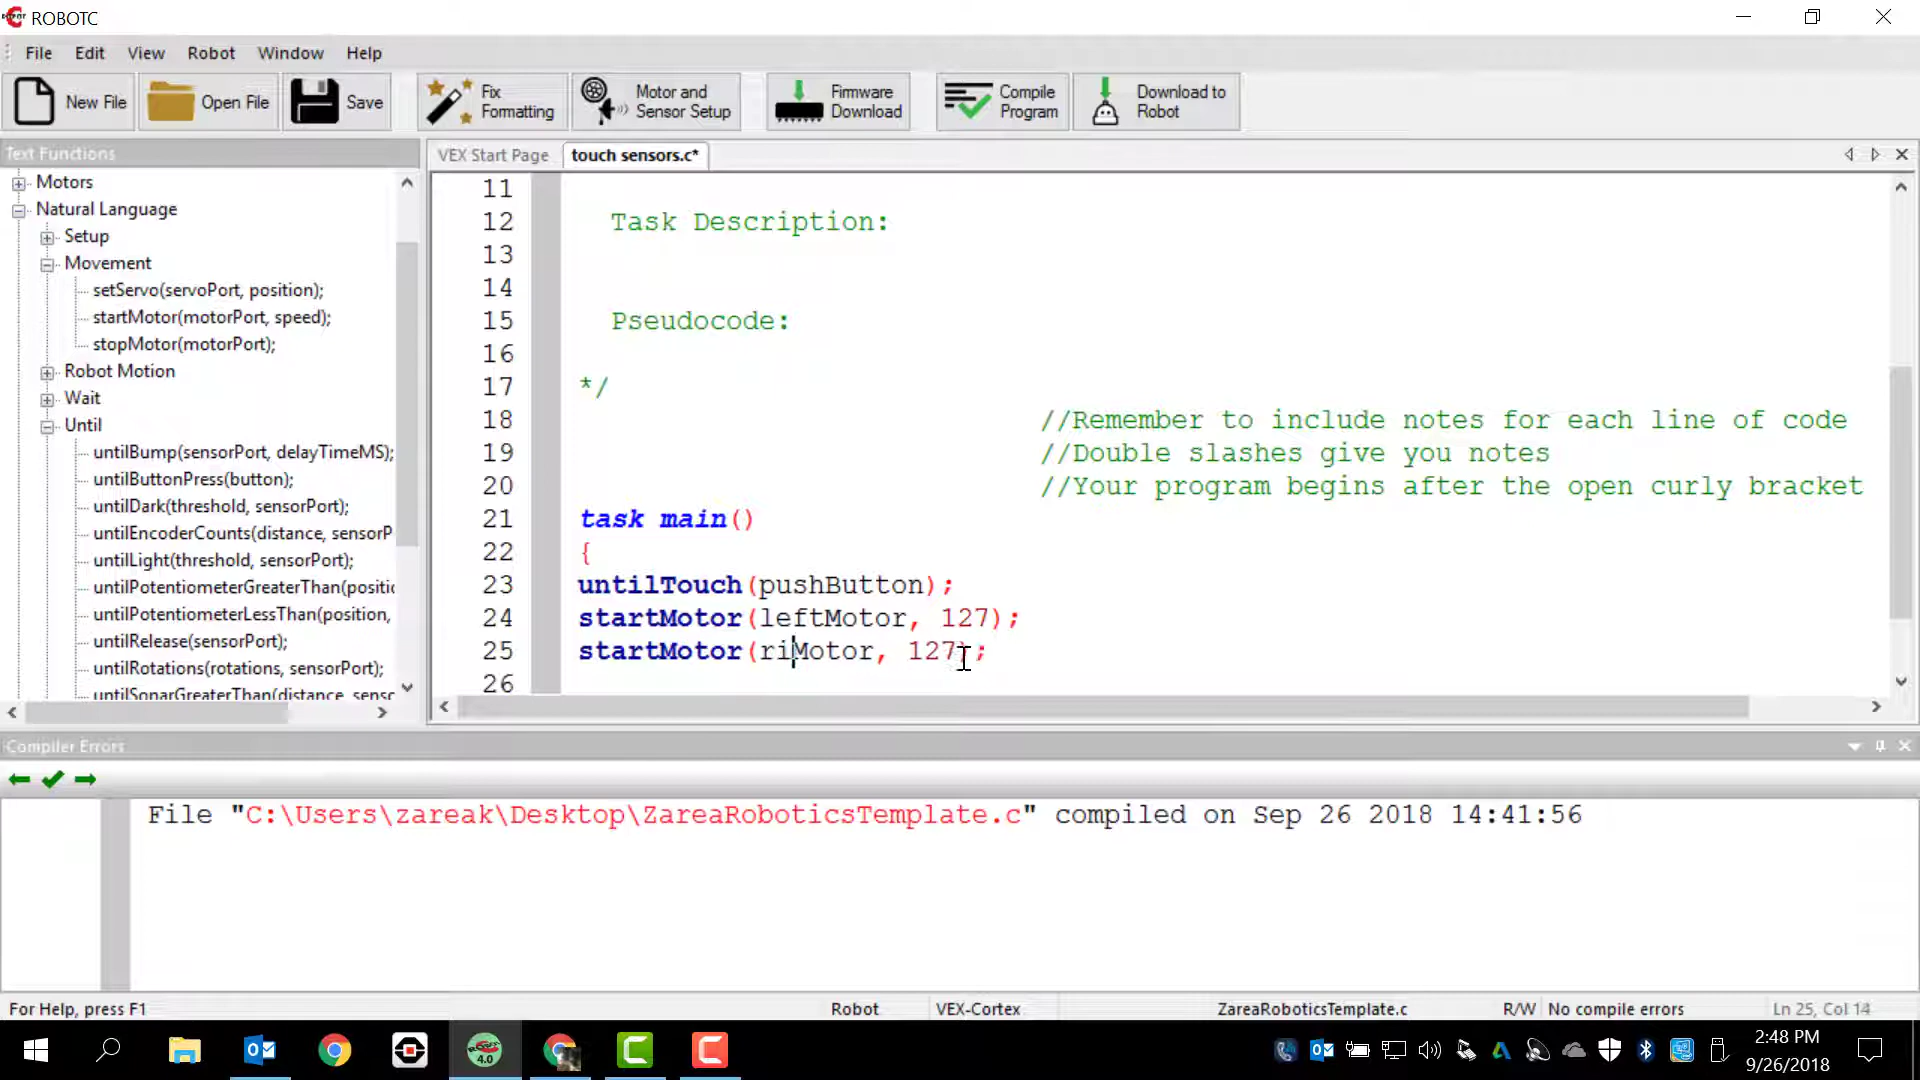 ROBOTC
File Edit View Robot Window Help
New File
Open File
Save
Fix Formatting
Motor and Sensor Setup
Firmware Download
Compile Program
Download to Robot
Text Functions
Motors
Natural Language
Setup
Movement
setServo(servoPort, position);
startMotor(motorPort, speed);
stopMotor(motorPort);
Robot Motion
Wait
Until
untilBump(sensorPort, delayTimeMS);
untilButtonPress(button);
untilDark(threshold, sensorPort);
untilEncoderCounts(distance, sensorP
untilLight(threshold, sensorPort);
untilPotentiometerGreaterThan(positio
untilPotentiometerLessThan(position,
untilRelease(sensorPort);
untilRotations(rotations, sensorPort);
untilSonarGreaterThan(distance, senso
VEX Start Page touch sensors.c*
11
12 Task Description:
13
14
15 Pseudocode:
16
17 */
18 //Remember to include notes for each line of code
19 //Double slashes give you notes
20 //Your program begins after the open curly bracket
21 task main()
22 {
23 untilTouch(pushButton);
24 startMotor(leftMotor, 127);
25 startMotor(riMotor, 127);
26
Compiler Errors
File "C:\Users\zareak\Desktop\ZareaRoboticsTemplate.c" compiled on Sep 26 2018 14:41:56
For Help, press F1 Robot VEX-Cortex ZareaRoboticsTemplate.c R/W No compile errors Ln 25, Col 14
4.0
2:48 PM
9/26/2018